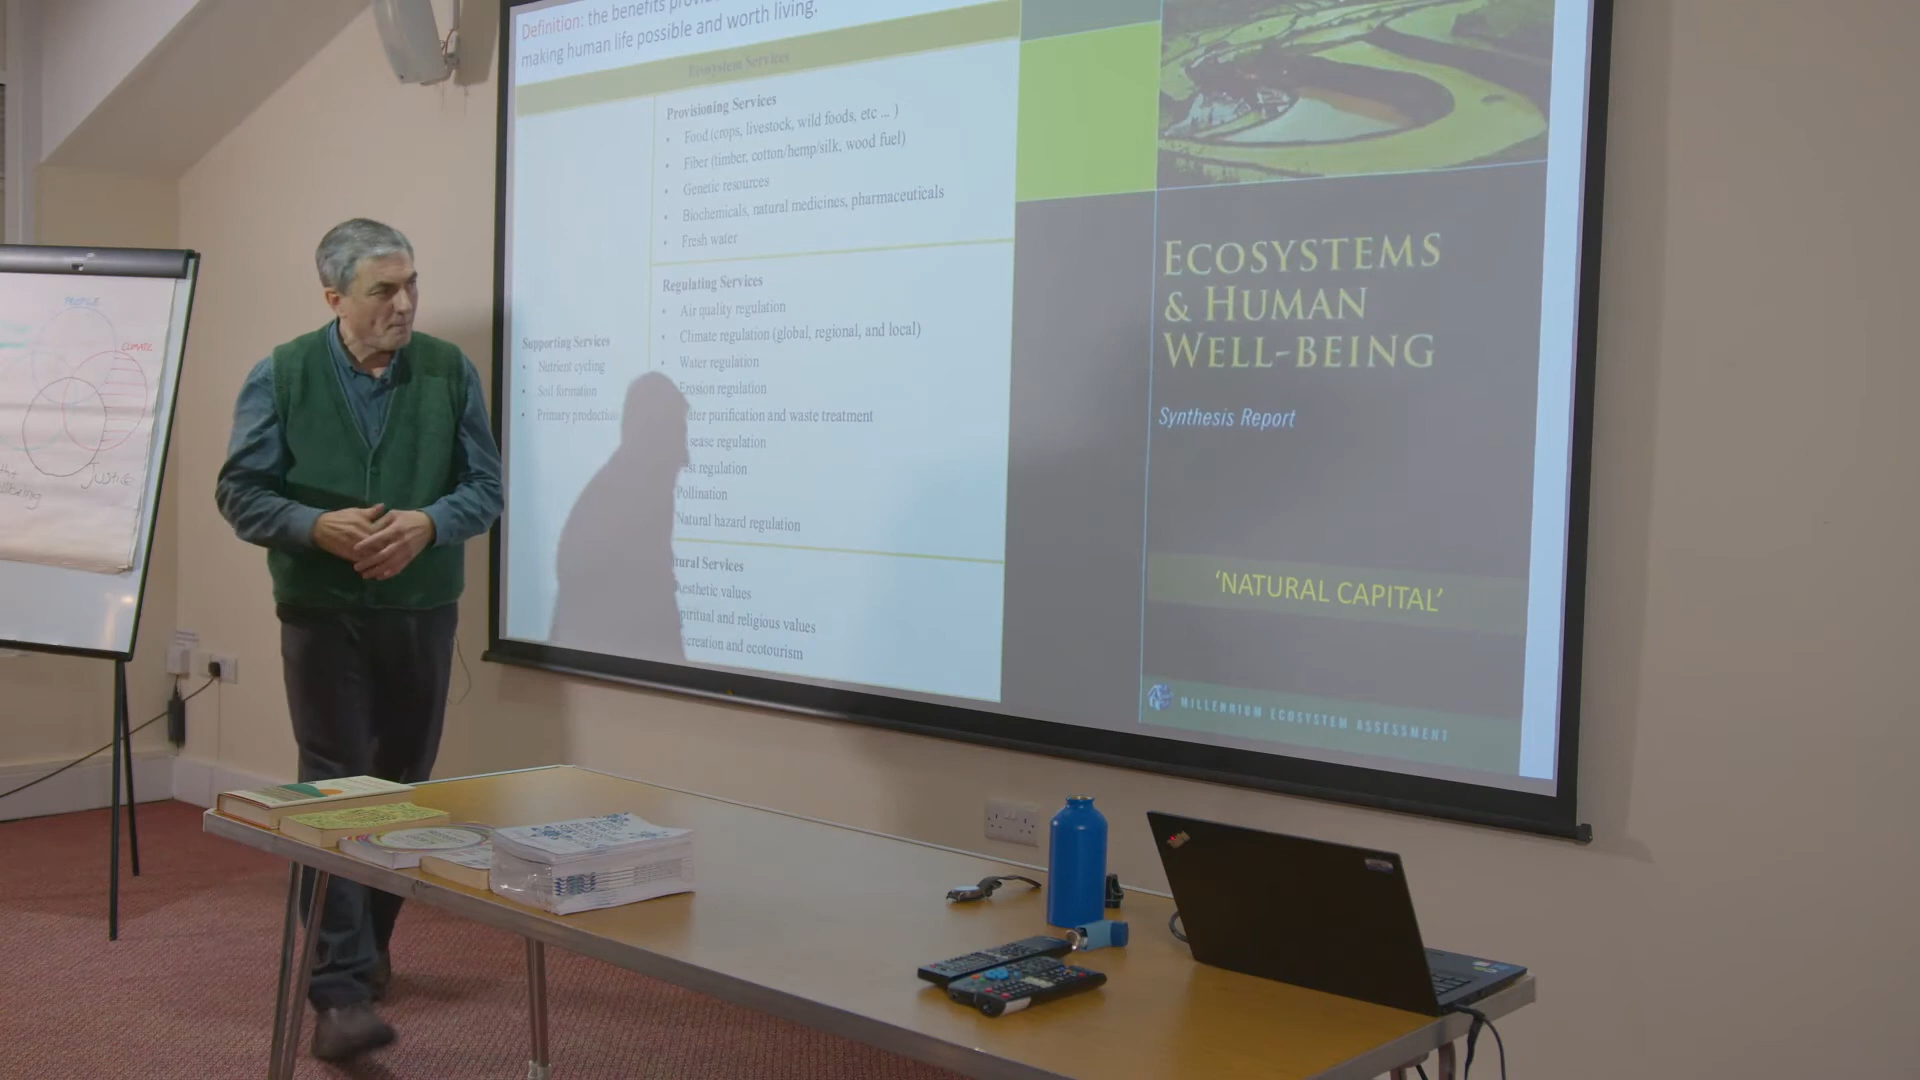 Definition: the benefits
making human life possible and worth living.
Ecosystem Services
Provisioning Services
Food (crops, livestock, wild foods, etc ... )
Fiber (timber, cotton/hemp/silk, wood fuel)
Genetic resources
Biochemicals, natural medicines, pharmaceuticals
Fresh water
Regulating Services
Air quality regulation
Climate regulation (global, regional, and local)
Water regulation
Erosion regulation
ater purification and waste treatment
sease regulation
st regulation
Pollination
Natural hazard regulation
tural Services
Aesthetic values
piritual and religious values
creation and ecotourism
Supporting Services
Nutrient cycling
Soil formation
Primary production
ECOSYSTEMS
& HUMAN
WELL-BEING
Synthesis Report
'NATURAL CAPITAL'
MILLENNIUM ECOSYSTEM ASSESSMENT
PEOPLE
CLIMATE
Justice